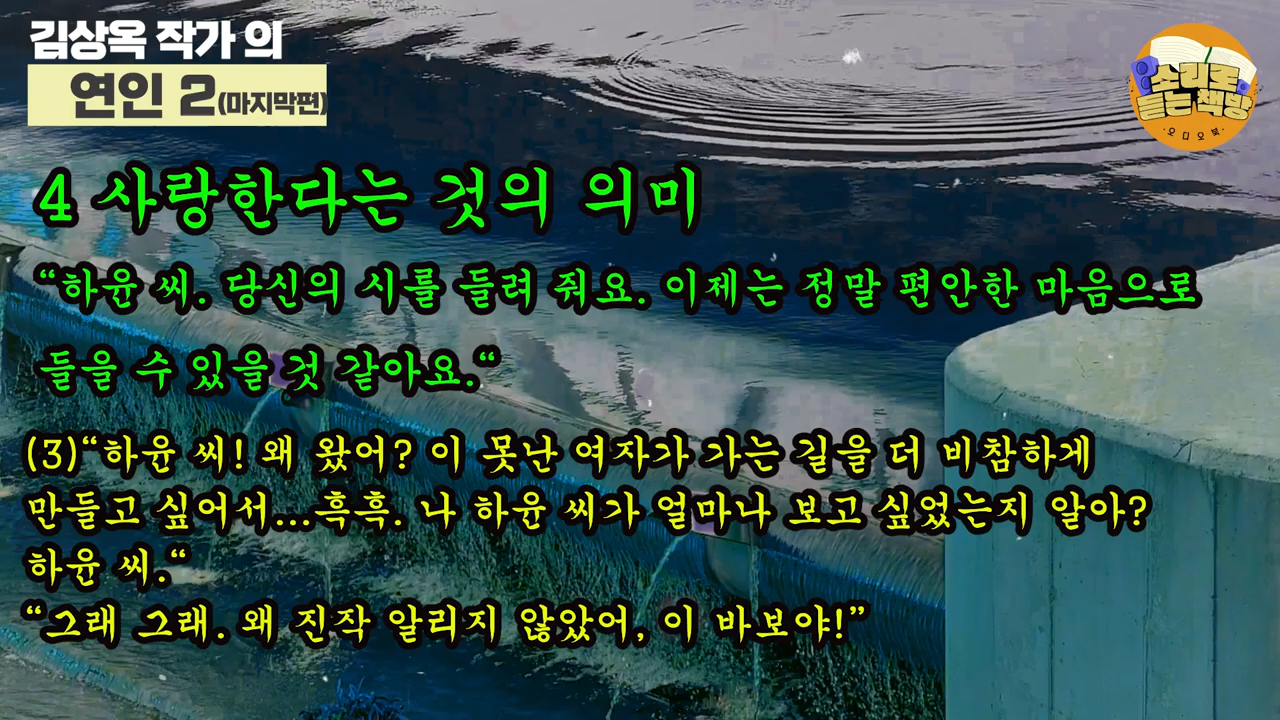 김상옥 작가 의
연인 2(마지막편)
소리로
듣는 책방
·오디오북·
4 사랑한다는 것의 의미
“하윤 씨. 당신의 시를 들려 줘요. 이제는 정말 편안한 마음으로
들을 수 있을 것 같아요.“
(3)“하윤 씨! 왜 왔어? 이 못난 여자가 가는 길을 더 비참하게
만들고 싶어서...흑흑. 나 하윤 씨가 얼마나 보고 싶었는지 알아?
하윤 씨.“
“그래 그래. 왜 진작 알리지 않았어, 이 바보야!”